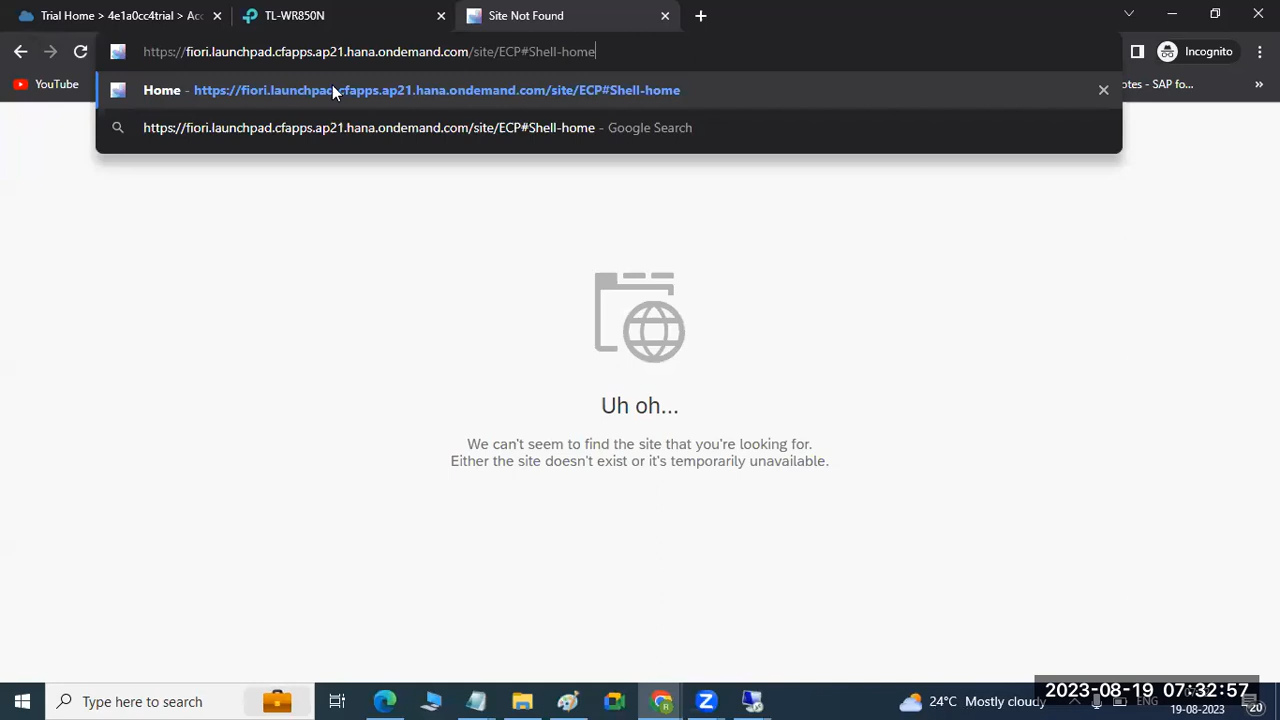 Trial Home > 4e1a0cc4trial > Acc
TL-WR850N
Site Not Found
https://fiori.launchpad.cfapps.ap21.hana.ondemand.com/site/ECP#Shell-home
Incognito
YouTube
Home - https://fiori.launchpad.cfapps.ap21.hana.ondemand.com/site/ECP#Shell-home
otes - SAP fo...
https://fiori.launchpad.cfapps.ap21.hana.ondemand.com/site/ECP#Shell-home - Google Search
Uh oh...
We can't seem to find the site that you're looking for.
Either the site doesn't exist or it's temporarily unavailable.
Type here to search
24°C Mostly cloudy
ENG
2023-08-19 07:32:57
19-08-2023
20